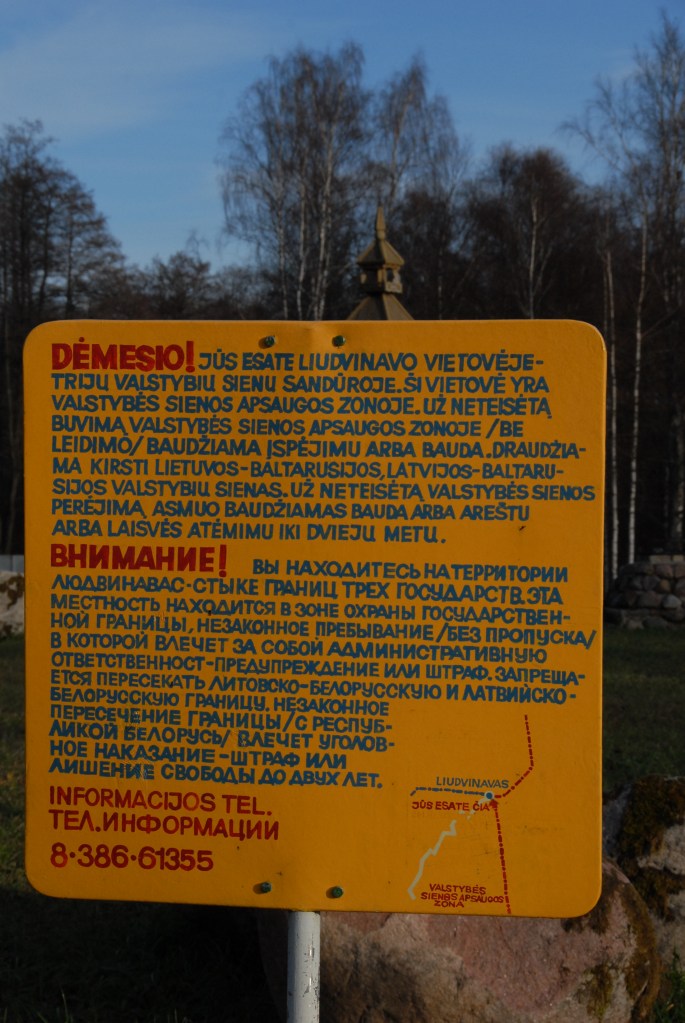 DĖMESIO! JŪS ESATE LIUDVINAVO VIETOVĖJE-
TRIJŲ VALSTYBIŲ SIENŲ SANDŪROJE. ŠI VIETOVĖ YRA
VALSTYBĖS SIENOS APSAUGOS ZONOJE. UŽ NETEISĖTĄ
BUVIMĄ VALSTYBĖS SIENOS APSAUGOS ZONOJE /BE
LEIDIMO/ BAUDŽIAMA ĮSPĖJIMU ARBA BAUDA. DRAUDŽIA-
MA KIRSTI LIETUVOS-BALTARUSIJOS, LATVIJOS-BALTARU-
SIJOS VALSTYBIŲ SIENAS. UŽ NETEISĖTĄ VALSTYBĖS SIENOS
PERĖJIMĄ ASMUO BAUDŽIAMAS BAUDA ARBA AREŠTU
ARBA LAISVĖS ATĖMIMU IKI DVIEJŲ METŲ.
ВНИМАНИЕ! ВЫ НАХОДИТЕСЬ НА ТЕРРИТОРИИ
ЛЮДВИНАВАС-СТЫКЕ ГРАНИЦ ТРЕХ ГОСУДАРСТВ. ЭТА
МЕСТНОСТЬ НАХОДИТСЯ В ЗОНЕ ОХРАНЫ ГОСУДАРСТВЕН-
НОЙ ГРАНИЦЫ, НЕЗАКОННОЕ ПРЕБЫВАНИЕ /БЕЗ ПРОПУСКА/
В КОТОРОЙ ВЛЕЧЕТ ЗА СОБОЙ АДМИНИСТРАТИВНУЮ
ОТВЕТСТВЕННОСТ-ПРЕДУПРЕЖДЕНИЕ ИЛИ ШТРАФ. ЗАПРЕЩА-
ЕТСЯ ПЕРЕСЕКАТЬ ЛИТОВСКО-БЕЛОРУССКУЮ И ЛАТВИЙСКО-
БЕЛОРУССКУЮ ГРАНИЦУ, НЕЗАКОННОЕ
ПЕРЕСЕЧЕНИЕ ГРАНИЦЫ /С РЕСПУБ-
ЛИКОЙ БЕЛОРУСЬ/ ВЛЕЧЕТ УГОЛОВ-
НОЕ НАКАЗАНИЕ-ШТРАФ ИЛИ
ЛИШЕНИЕ СВОБОДЫ ДО ДВУХ ЛЕТ.
INFORMACIJOS TEL.
ТЕЛ. ИНФОРМАЦИИ
8-386-61355
LIUDVINAVAS
JŪS ESATE ČIA
VALSTYBĖS
SIENOS APSAUGOS
ZONA